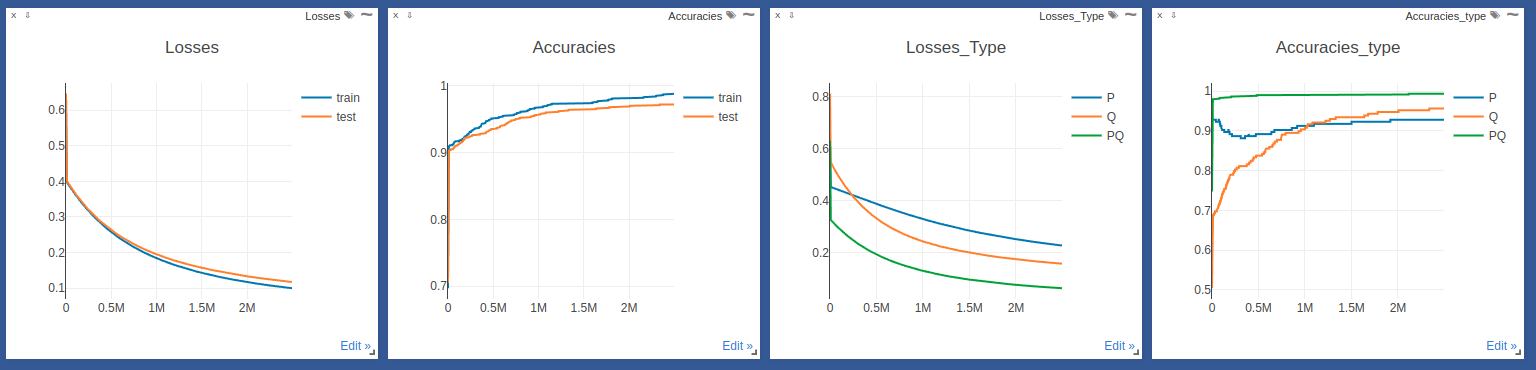 X ⇩ Losses
Losses
train
test
0.6
0.5
0.4
0.3
0.2
0.1
0 0.5M 1M 1.5M 2M
Edit »
X ⇩ Accuracies
Accuracies
train
test
1
0.9
0.8
0.7
0 0.5M 1M 1.5M 2M
Edit »
X ⇩ Losses_Type
Losses_Type
P
Q
PQ
0.8
0.6
0.4
0.2
0 0.5M 1M 1.5M 2M
Edit »
X ⇩ Accuracies_type
Accuracies_type
P
Q
PQ
1
0.9
0.8
0.7
0.6
0.5
0 0.5M 1M 1.5M 2M
Edit »